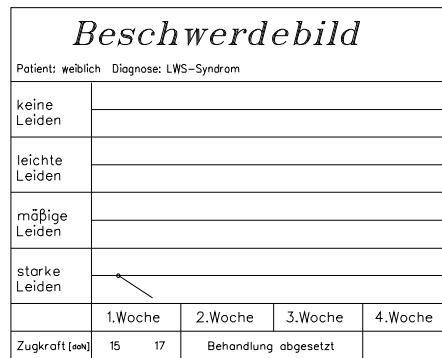 Beschwerdebild
Patient: weiblich Diagnose: LWS-Syndrom
keine
Leiden
leichte
Leiden
mäßige
Leiden
starke
Leiden
1.Woche 2.Woche 3.Woche 4.Woche
Zugkraft [daN] 15 17 Behandlung abgesetzt